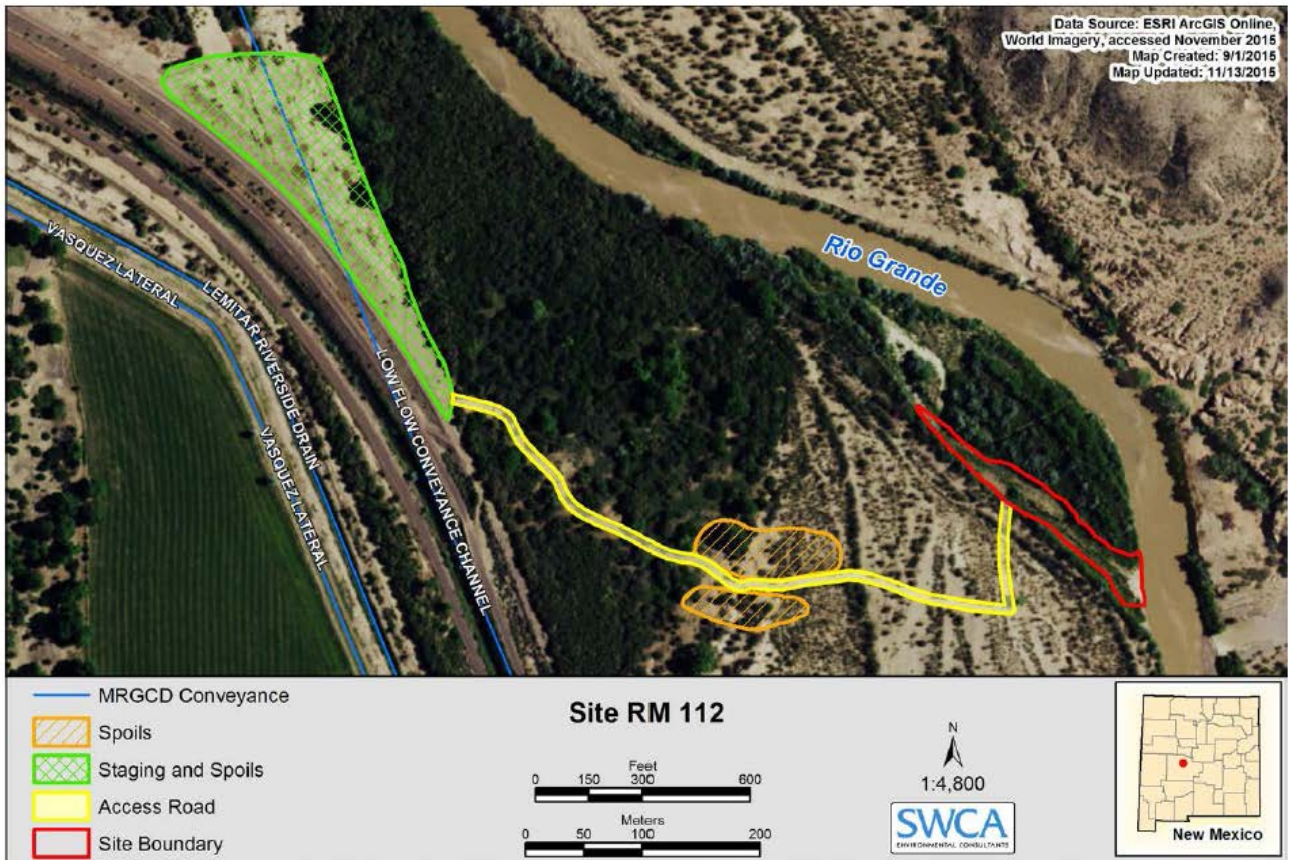 Data Source: ESRI ArcGIS Online,
World Imagery, accessed November 2015
Map Created: 9/1/2015
Map Updated: 11/13/2015
Rio Grande
VASQUEZ LATERAL
LEMITAR RIVERSIDE DRAIN
VASQUEZ LATERAL
LOW FLOW CONVEYANCE CHANNEL
MRGCD Conveyance
Spoils
Staging and Spoils
Access Road
Site Boundary
Site RM 112
Feet
0 150 300 600
Meters
0 50 100 200
N
1:4,800
SWCA
ENVIRONMENTAL CONSULTANTS
New Mexico